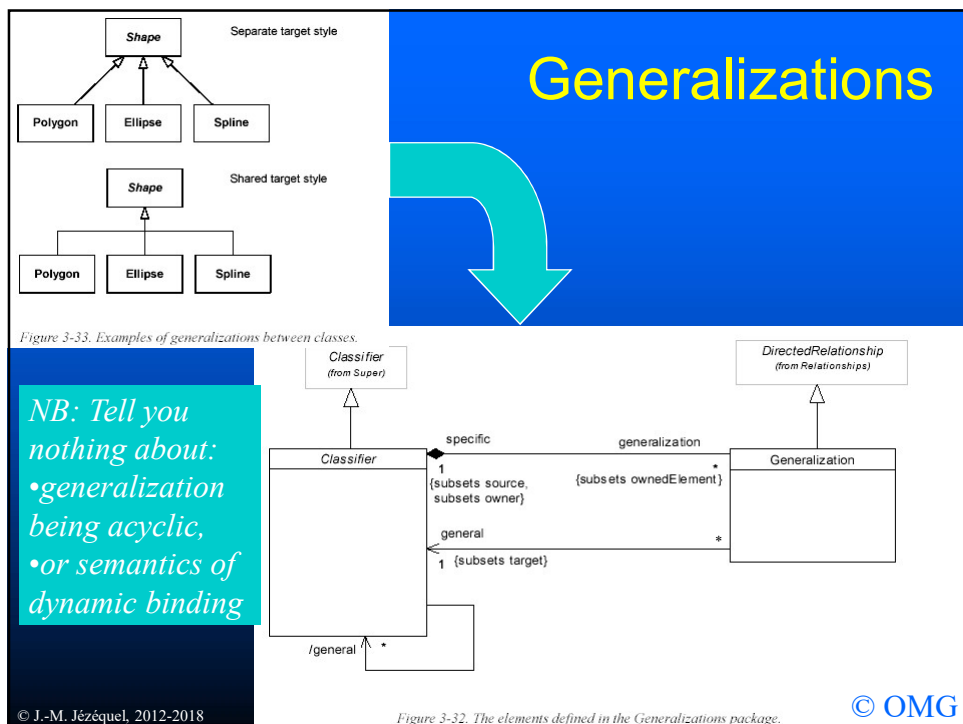 Generalizations
Shape
Separate target style
Polygon
Ellipse
Spline
Shape
Shared target style
Polygon
Ellipse
Spline
Figure 3-33. Examples of generalizations between classes.
NB: Tell you
nothing about:
•generalization
being acyclic,
•or semantics of
dynamic binding
Classifier
(from Super)
DirectedRelationship
(from Relationships)
Classifier
specific
generalization
Generalization
1
*
{subsets source,
subsets owner}
{subsets ownedElement}
general
*
1 {subsets target}
/general *
© J.-M. Jézéquel, 2012-2018
Figure 3-32. The elements defined in the Generalizations package.
© OMG